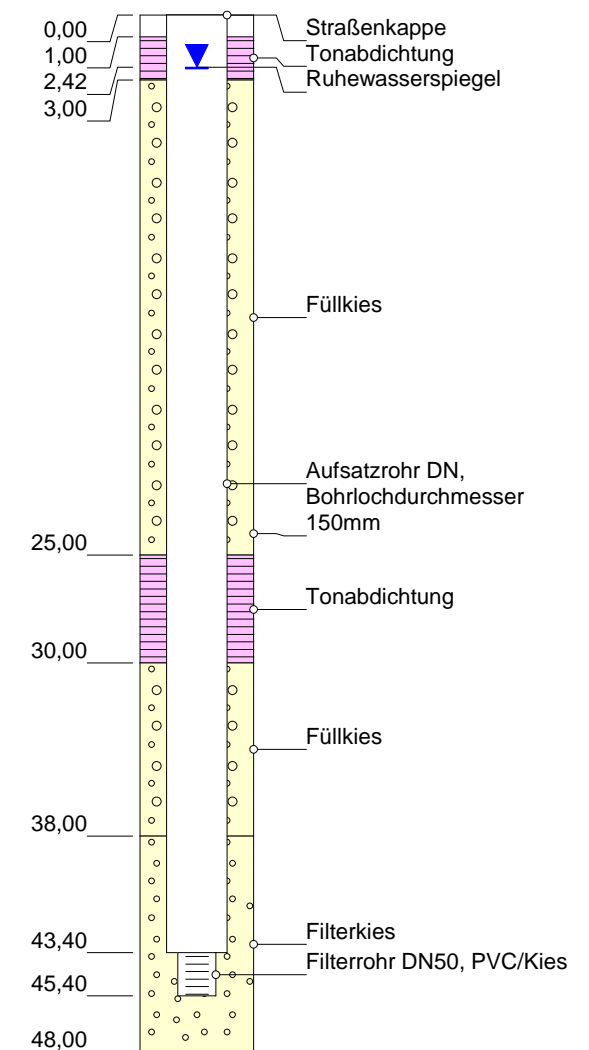 0,00
Straßenkappe
1,00
Tonabdichtung
2,42
Ruhewasserspiegel
3,00
Füllkies
Aufsatzrohr DN,
Bohrlochdurchmesser
150mm
25,00
Tonabdichtung
30,00
Füllkies
38,00
Filterkies
43,40
Filterrohr DN50, PVC/Kies
45,40
48,00